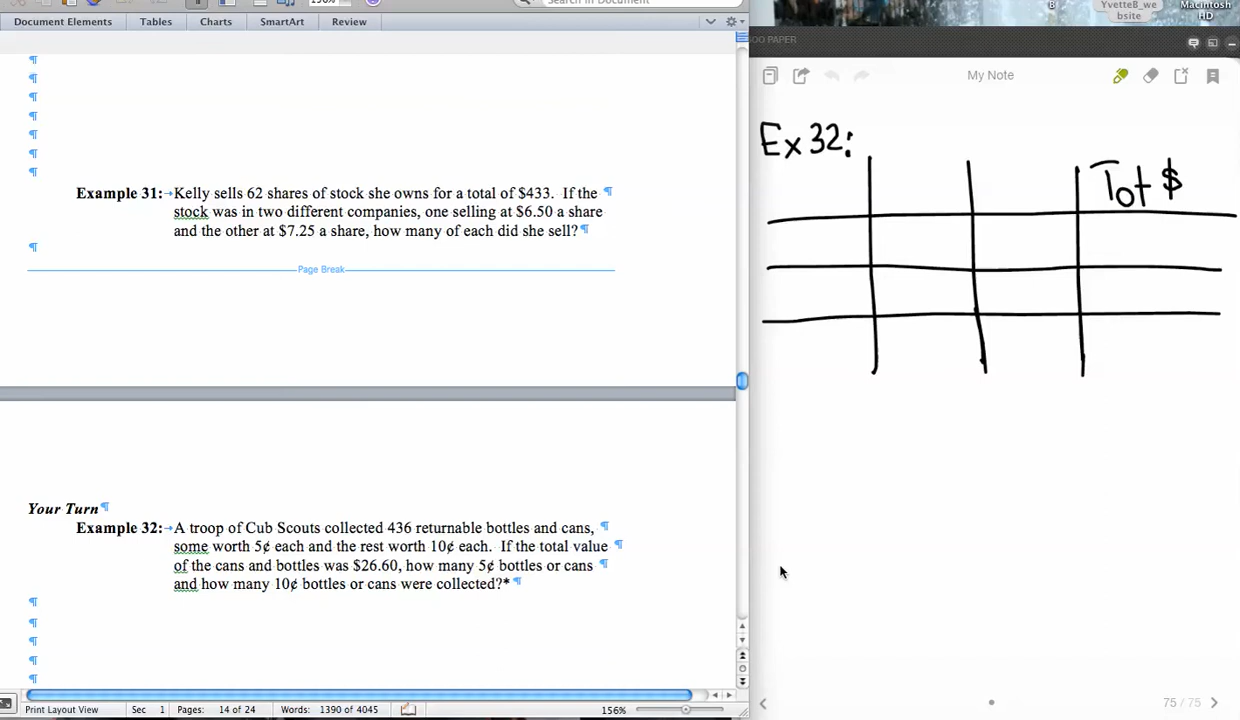 156%
Search in Document
Document Elements Tables Charts SmartArt Review
Example 31: Kelly sells 62 shares of stock she owns for a total of $433. If the
stock was in two different companies, one selling at $6.50 a share
and the other at $7.25 a share, how many of each did she sell?
Page Break
Your Turn
Example 32: A troop of Cub Scouts collected 436 returnable bottles and cans,
some worth 5¢ each and the rest worth 10¢ each. If the total value
of the cans and bottles was $26.60, how many 5¢ bottles or cans
and how many 10¢ bottles or cans were collected?*
Print Layout View Sec 1 Pages: 14 of 24 Words: 1390 of 4045 156%
B
YvetteB_we
bsite
Macintosh
HD
PAPER
My Note
Ex 32:
Tot $
75 / 75